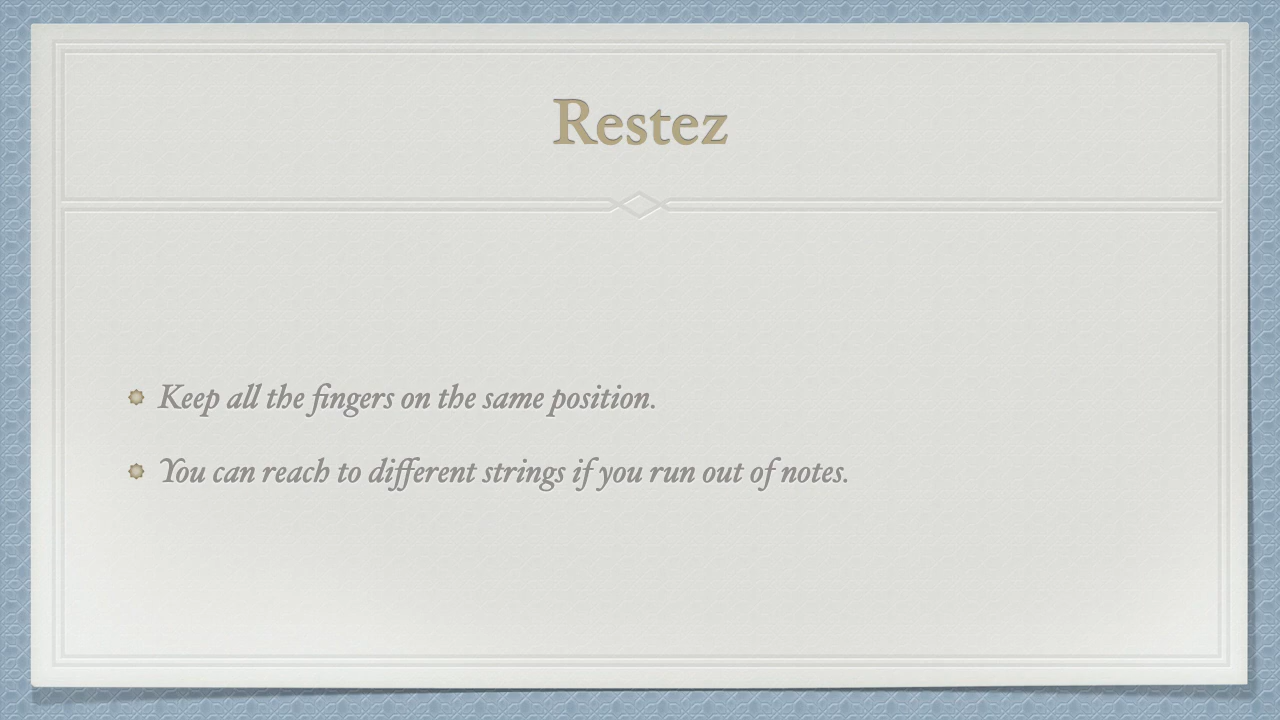 Restez
Keep all the fingers on the same position.
You can reach to different strings if you run out of notes.